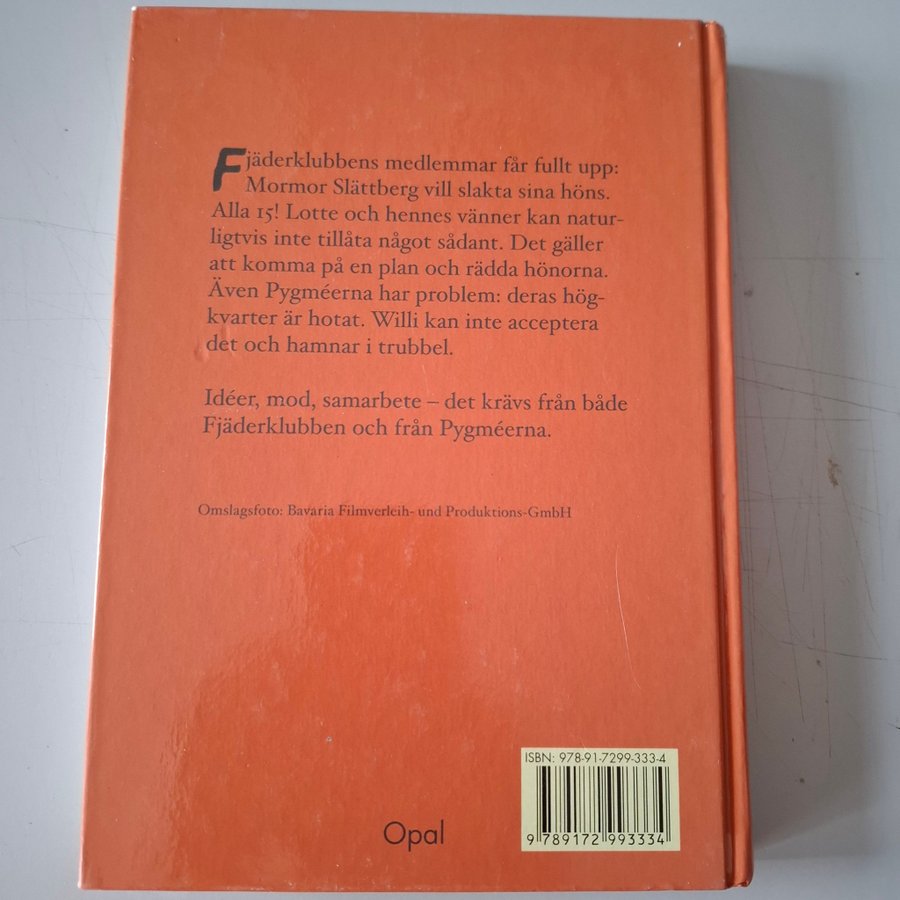 Fjäderklubbens medlemmar får fullt upp:
Mormor Slättberg vill slakta sina höns.
Alla 15! Lotte och hennes vänner kan natur-
ligtvis inte tillåta något sådant. Det gäller
att komma på en plan och rädda hönorna.
Även Pygméerna har problem: deras hög-
kvarter är hotat. Willi kan inte acceptera
det och hamnar i trubbel.
Idéer, mod, samarbete – det krävs från både
Fjäderklubben och från Pygméerna.
Omslagsfoto: Bavaria Filmverleih- und Produktions-GmbH
ISBN: 978-91-7299-333-4
9 789172 993334
Opal